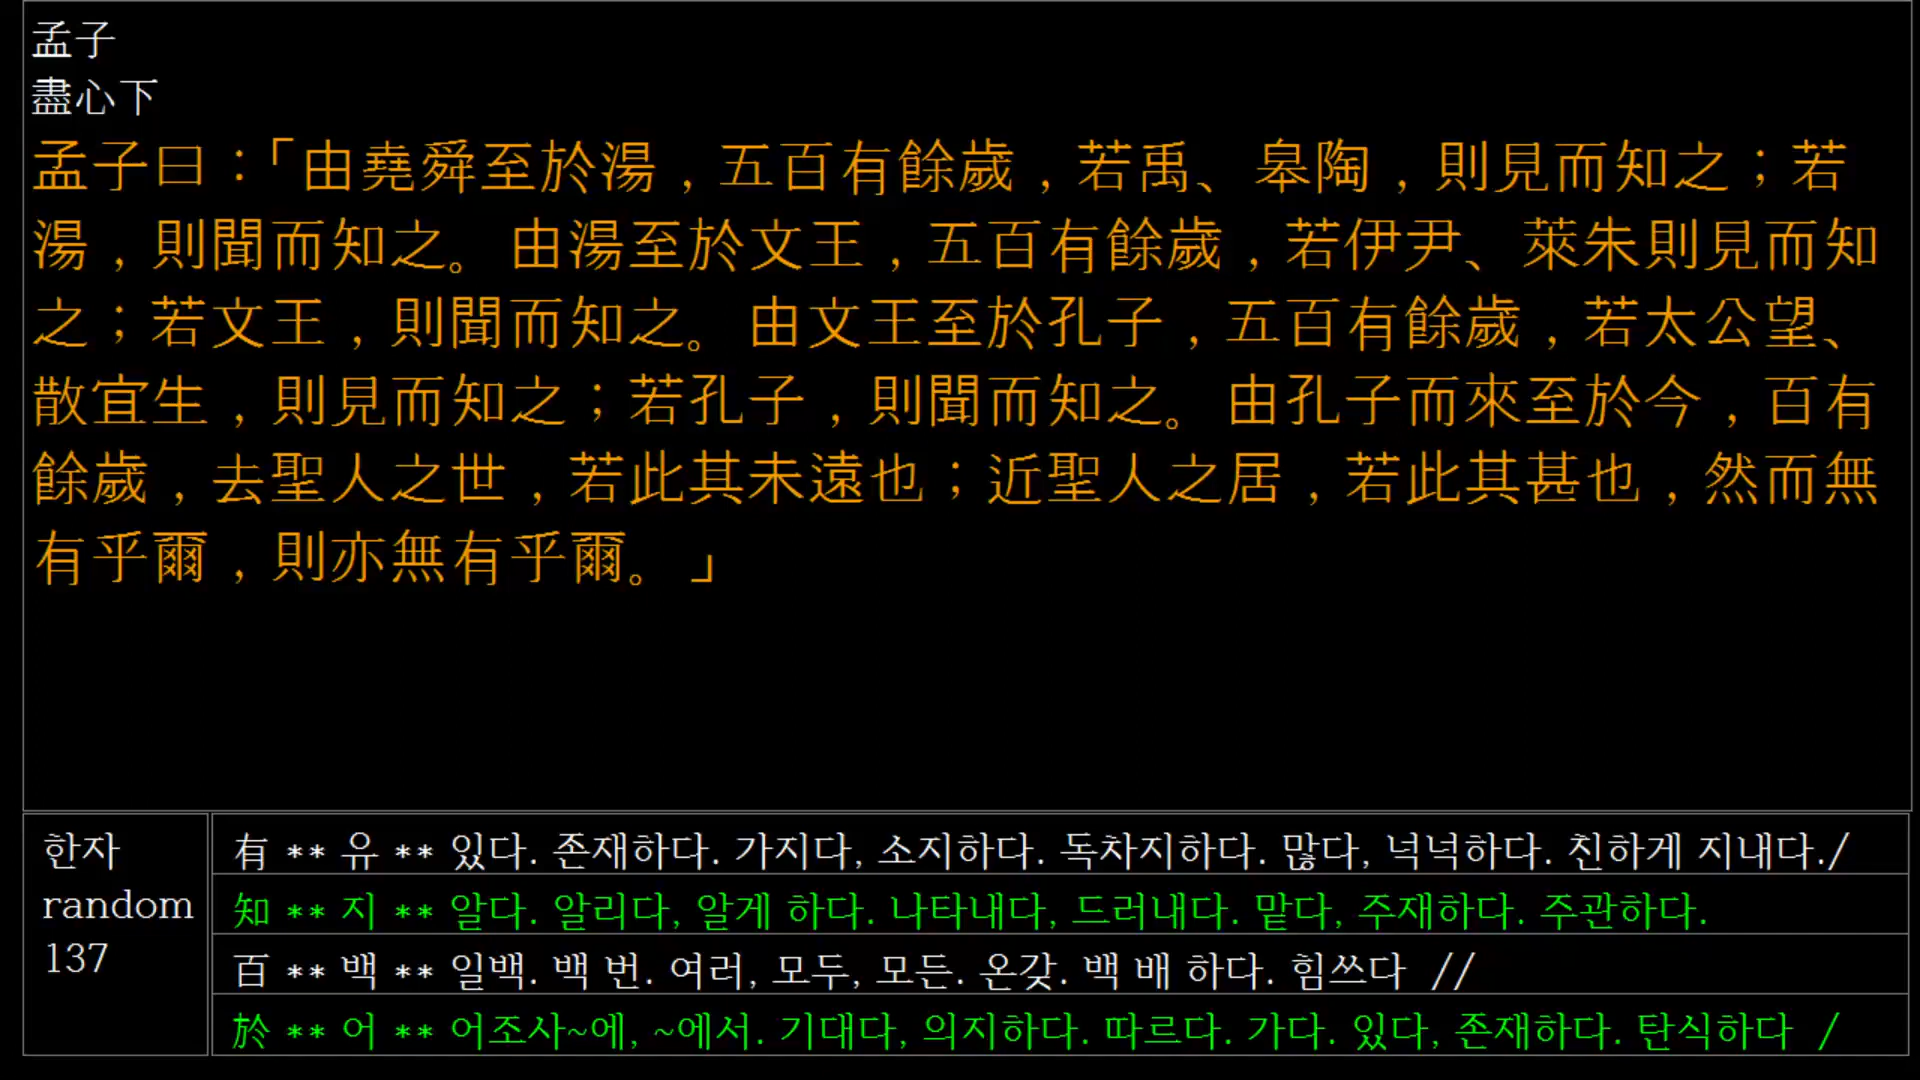 孟子
盡心下
孟子曰：「由堯舜至於湯，五百有餘歲，若禹、皋陶，則見而知之；若
湯，則聞而知之。由湯至於文王，五百有餘歲，若伊尹、萊朱則見而知
之；若文王，則聞而知之。由文王至於孔子，五百有餘歲，若太公望、
散宜生，則見而知之；若孔子，則聞而知之。由孔子而來至於今，百有
餘歲，去聖人之世，若此其未遠也；近聖人之居，若此其甚也，然而無
有乎爾，則亦無有乎爾。」
한자
random
137
有 ** 유 ** 있다. 존재하다. 가지다, 소지하다. 독차지하다. 많다, 넉넉하다. 친하게 지내다./
知 ** 지 ** 알다. 알리다, 알게 하다. 나타내다, 드러내다. 맡다, 주재하다. 주관하다.
百 ** 백 ** 일백. 백 번. 여러, 모두, 모든. 온갖. 백 배 하다. 힘쓰다 //
於 ** 어 ** 어조사~에, ~에서. 기대다, 의지하다. 따르다. 가다. 있다, 존재하다. 탄식하다 /